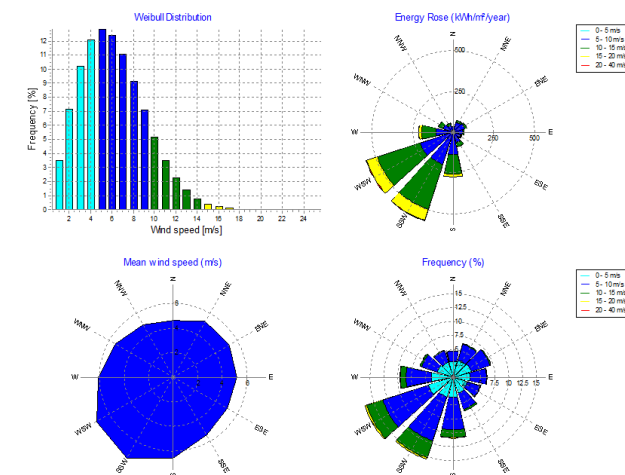 Weibull Distribution
Frequency [%]
12
11
10
9
8
7
6
5
4
3
2
1
0
2 4 6 8 10 12 14 16 18 20 22 24
Wind speed [m/s]
Energy Rose (kWh/m²/year)
N
NNW NNE
500
250
WNW ENE
W E
250 500
WSW ESE
SSW SSE
S
0 - 5 m/s
5 - 10 m/s
10 - 15 m/s
15 - 20 m/s
20 - 40 m/s
Mean wind speed (m/s)
N
NNW NNE
6
WNW ENE
W E
6
WSW ESE
SSW SSE
S
Frequency (%)
N
NNW NNE
15
12.5
10
7.5
WNW ENE
W E
7.5 10 12.5 15
WSW ESE
SSW SSE
S
0 - 5 m/s
5 - 10 m/s
10 - 15 m/s
15 - 20 m/s
20 - 40 m/s